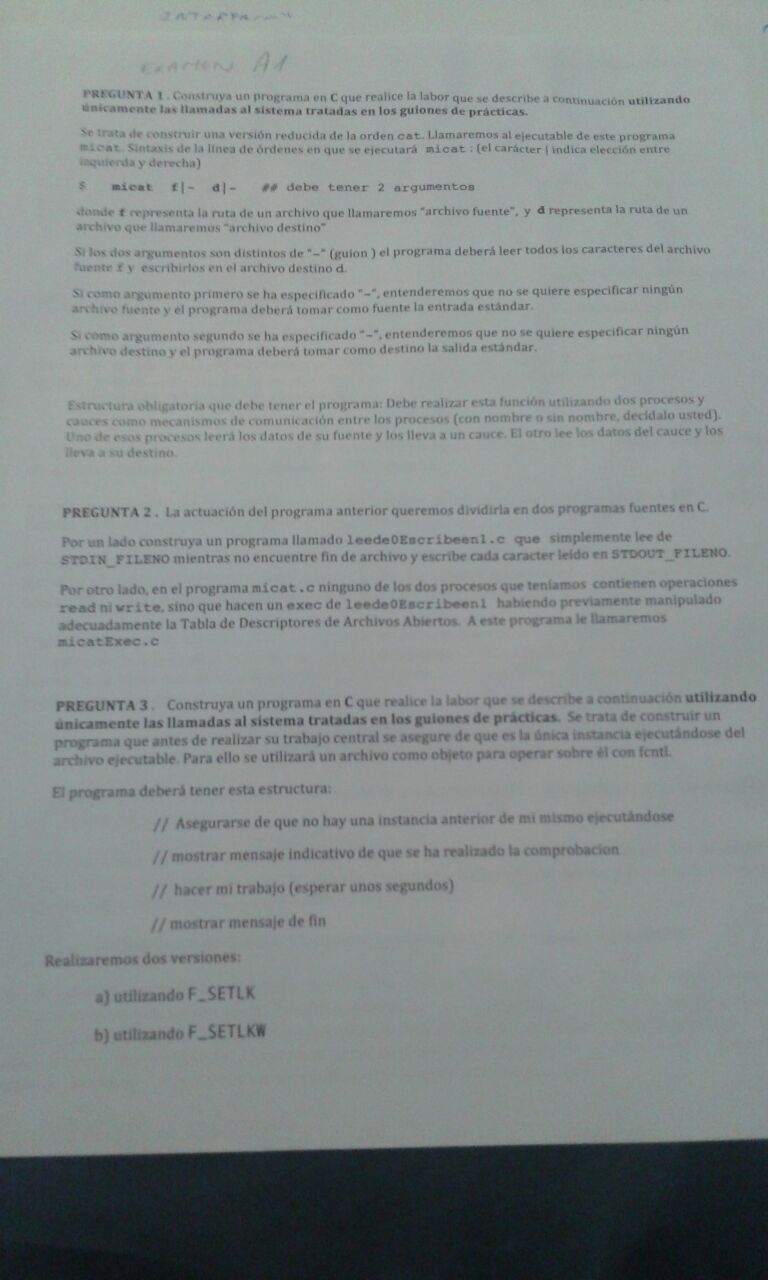 EXAMEN A1
PREGUNTA 1 . Construya un programa en C que realice la labor que se describe a continuación utilizando
únicamente las llamadas al sistema tratadas en los guiones de prácticas.
Se trata de construir una versión reducida de la orden cat. Llamaremos al ejecutable de este programa
micat. Sintaxis de la línea de órdenes en que se ejecutará micat : (el carácter | indica elección entre
izquierda y derecha)
$ micat f|- d|- ## debe tener 2 argumentos
donde f representa la ruta de un archivo que llamaremos "archivo fuente", y d representa la ruta de un
archivo que llamaremos "archivo destino"
Si los dos argumentos son distintos de "–" (guion ) el programa deberá leer todos los caracteres del archivo
fuente f y escribirlos en el archivo destino d.
Si como argumento primero se ha especificado "–", entenderemos que no se quiere especificar ningún
archivo fuente y el programa deberá tomar como fuente la entrada estándar.
Si como argumento segundo se ha especificado "–", entenderemos que no se quiere especificar ningún
archivo destino y el programa deberá tomar como destino la salida estándar.
Estructura obligatoria que debe tener el programa: Debe realizar esta función utilizando dos procesos y
cauces como mecanismos de comunicación entre los procesos (con nombre o sin nombre, decídalo usted).
Uno de esos procesos leerá los datos de su fuente y los lleva a un cauce. El otro lee los datos del cauce y los
lleva a su destino.
PREGUNTA 2 . La actuación del programa anterior queremos dividirla en dos programas fuentes en C.
Por un lado construya un programa llamado leede0Escribeen1.c que simplemente lee de
STDIN_FILENO mientras no encuentre fin de archivo y escribe cada caracter leído en STDOUT_FILENO.
Por otro lado, en el programa micat.c ninguno de los dos procesos que teníamos contienen operaciones
read ni write, sino que hacen un exec de leede0Escribeen1 habiendo previamente manipulado
adecuadamente la Tabla de Descriptores de Archivos Abiertos. A este programa le llamaremos
micatExec.c
PREGUNTA 3 . Construya un programa en C que realice la labor que se describe a continuación utilizando
únicamente las llamadas al sistema tratadas en los guiones de prácticas. Se trata de construir un
programa que antes de realizar su trabajo central se asegure de que es la única instancia ejecutándose del
archivo ejecutable. Para ello se utilizará un archivo como objeto para operar sobre él con fcntl.
El programa deberá tener esta estructura:
// Asegurarse de que no hay una instancia anterior de mi mismo ejecutándose
// mostrar mensaje indicativo de que se ha realizado la comprobacion
// hacer mi trabajo (esperar unos segundos)
// mostrar mensaje de fin
Realizaremos dos versiones:
a) utilizando F_SETLK
b) utilizando F_SETLKW